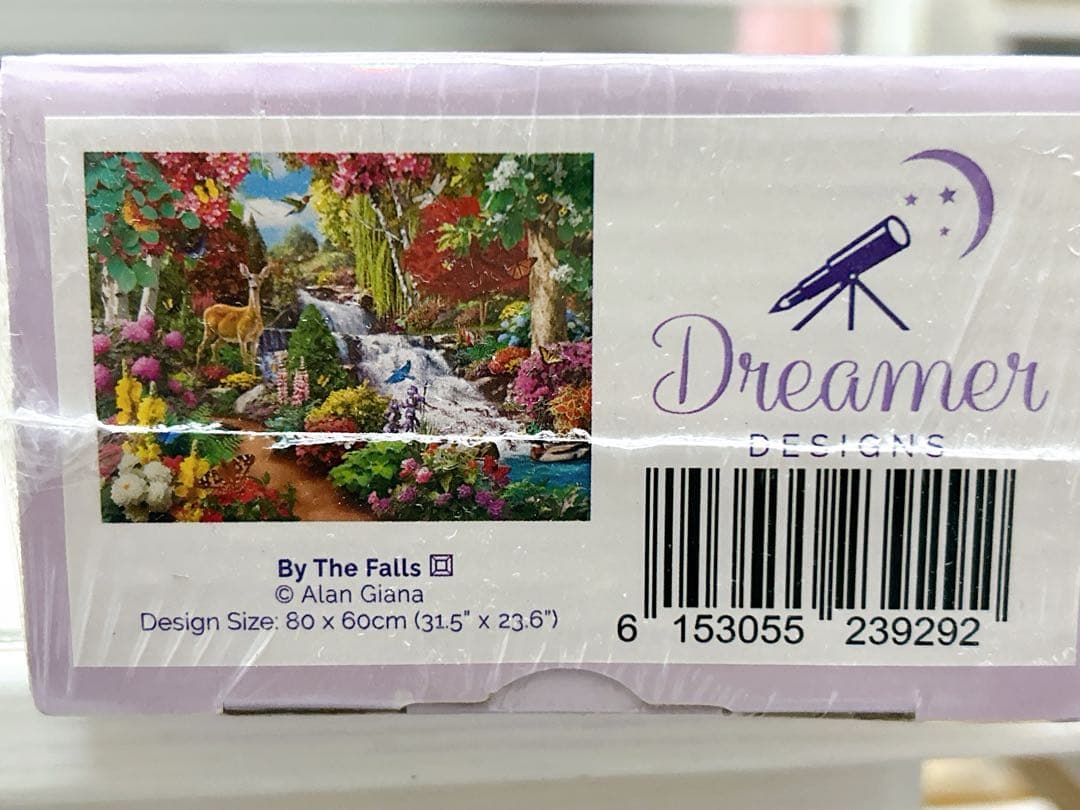 Dreamer
DESIGNS
By The Falls
© Alan Giana
Design Size: 80 x 60cm (31.5" x 23.6")
6 153055 239292